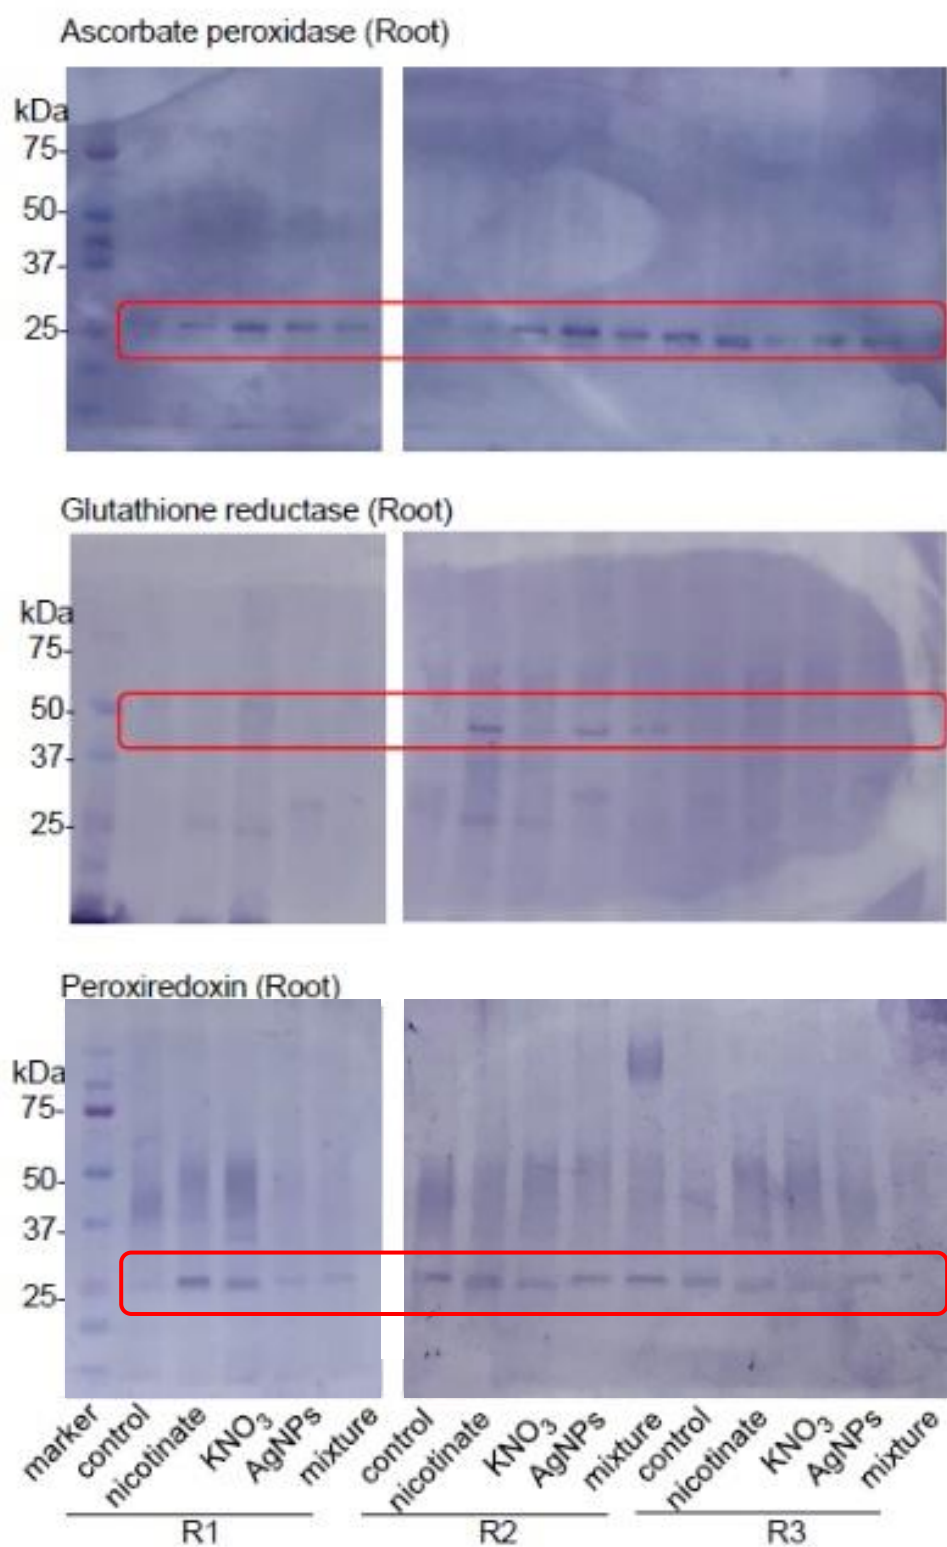 Ascorbate peroxidase (Root)
kDa
75-
50-
37-
25-
Glutathione reductase (Root)
kDa
75-
50-
37-
25-
Peroxiredoxin (Root)
kDa
75-
50-
37-
25-
marker control nicotinate KNO₃ AgNPs mixture control nicotinate KNO₃ AgNPs mixture control nicotinate KNO₃ AgNPs mixture
R1 R2 R3